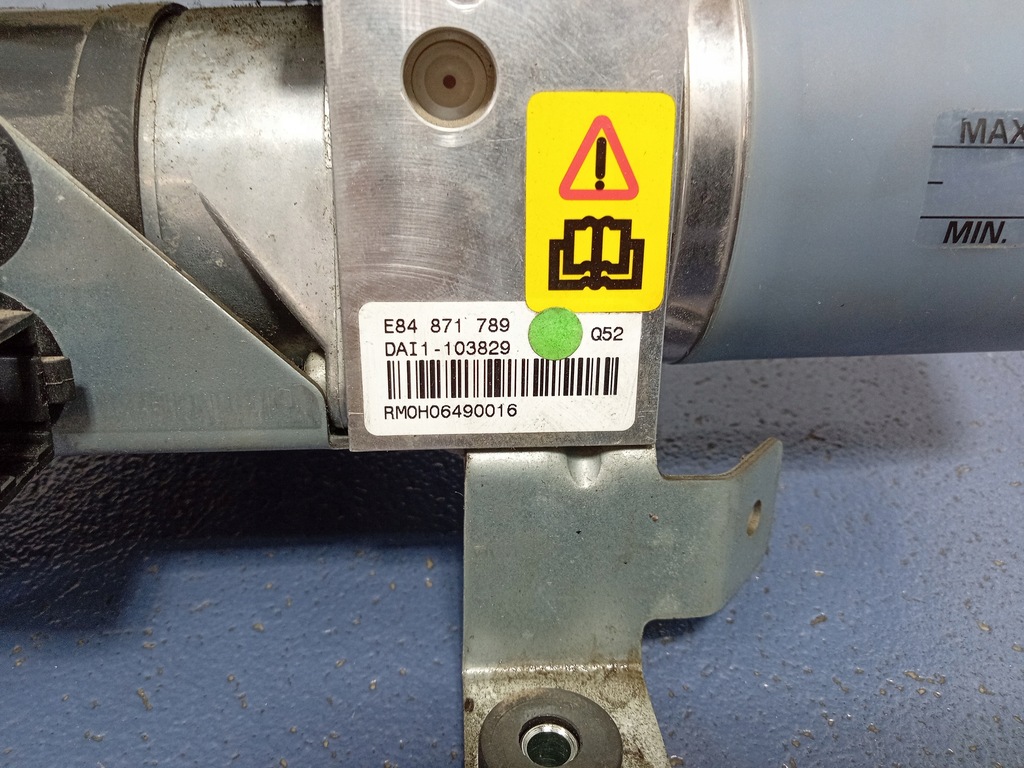 MAX
MIN.
E84 871 789
Q52
DAI1-103829
RM0H06490016